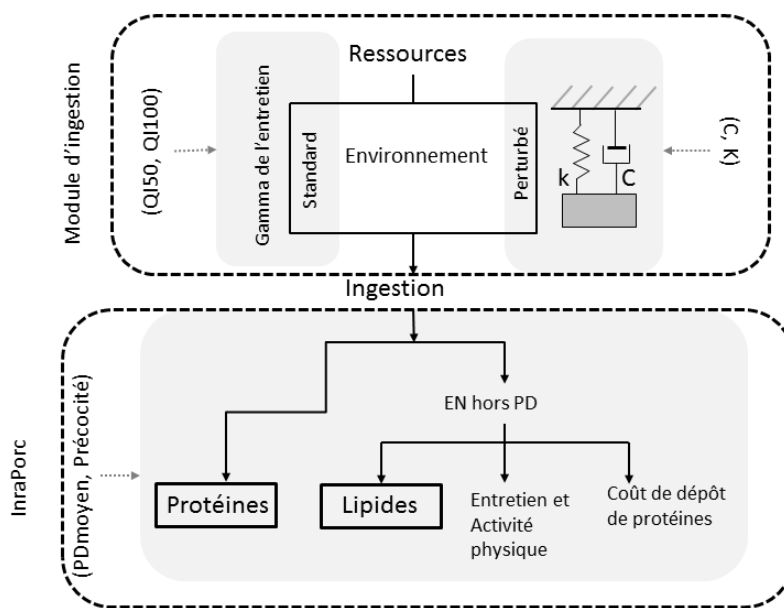 Module d'ingestion
(QI50, QI100)
Gamma de l'entretien
Ressources
Standard
Environnement
Perturbé
k
C
(C, K)
Ingestion
InraPorc
(PDmoyen, Précocité)
EN hors PD
Protéines
Lipides
Entretien et
Activité
physique
Coût de dépôt
de protéines